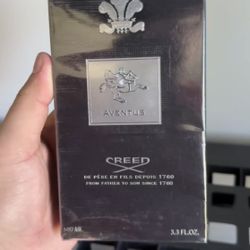 AVENTUS
CREED
DE PÈRE EN FILS DEPUIS 1760
FROM FATHER TO SON SINCE 1760
3.3 FL.OZ.